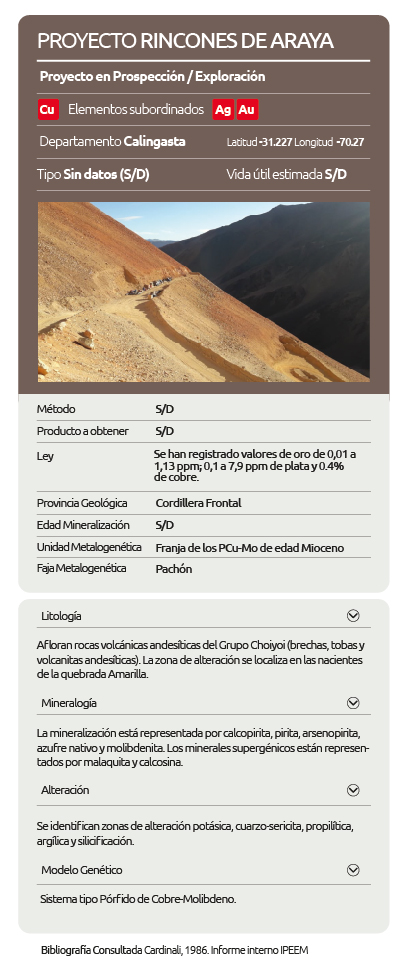 PROYECTO RINCONES DE ARAYA
Proyecto en Prospección / Exploración
Cu Elementos subordinados Ag Au
Departamento Calingasta Latitud -31.227 Longitud -70.27
Tipo Sin datos (S/D) Vida útil estimada S/D
Método S/D
Producto a obtener S/D
Ley Se han registrado valores de oro de 0,01 a
1,13 ppm; 0,1 a 7,9 ppm de plata y 0.4%
de cobre.
Provincia Geológica Cordillera Frontal
Edad Mineralización S/D
Unidad Metalogenética Franja de los PCu-Mo de edad Mioceno
Faja Metalogenética Pachón
Litología
Afloran rocas volcánicas andesíticas del Grupo Choiyoi (brechas, tobas y
volcanitas andesíticas). La zona de alteración se localiza en las nacientes
de la quebrada Amarilla.
Mineralogía
La mineralización está representada por calcopirita, pirita, arsenopirita,
azufre nativo y molibdenita. Los minerales supergénicos están represen-
tados por malaquita y calcosina.
Alteración
Se identifican zonas de alteración potásica, cuarzo-sericita, propilítica,
argílica y silicificación.
Modelo Genético
Sistema tipo Pórfido de Cobre-Molibdeno.
Bibliografía Consultada Cardinali, 1986. Informe interno IPEEM